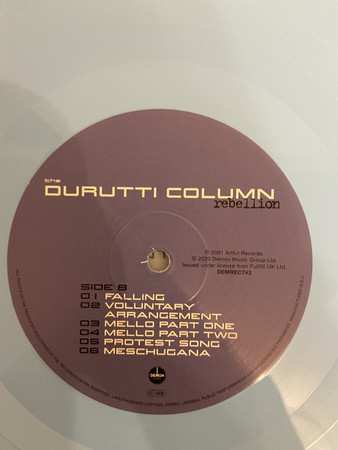 the
DURUTTI COLUMN
rebellion
℗ 2001 Artful Records
© 2020 Demon Music Group Ltd
Issued under licence from Fullfill UK Ltd
DEMREC743
SIDE B
01 FALLING
02 VOLUNTARY
ARRANGEMENT
03 MELLO PART ONE
04 MELLO PART TWO
05 PROTEST SONG
06 MESCHUGANA
DEMON